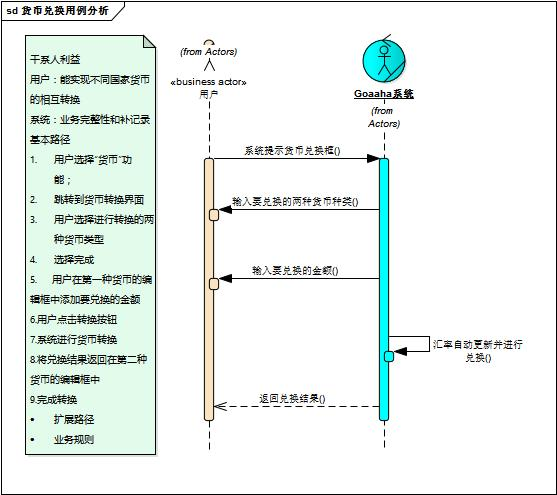 sd 货币兑换用例分析
干系人利益
用户：能实现不同国家货币
的相互转换
系统：业务完整性和补记录
基本路径
1. 用户选择“货币”功
能；
2. 跳转到货币转换界面
3. 用户选择进行转换的两
种货币类型
4. 选择完成
5. 用户在第一种货币的编
辑框中添加要兑换的金额
6.用户点击转换按钮
7.系统进行货币转换
8.将兑换结果返回在第二种
货币的编辑框中
9.完成转换
• 扩展路径
• 业务规则
(from Actors)
«business actor»
用户
Goaaha系统
(from
Actors)
系统提示货币兑换框()
输入要兑换的两种货币种类()
输入要兑换的金额()
汇率自动更新并进行
兑换()
返回兑换结果()